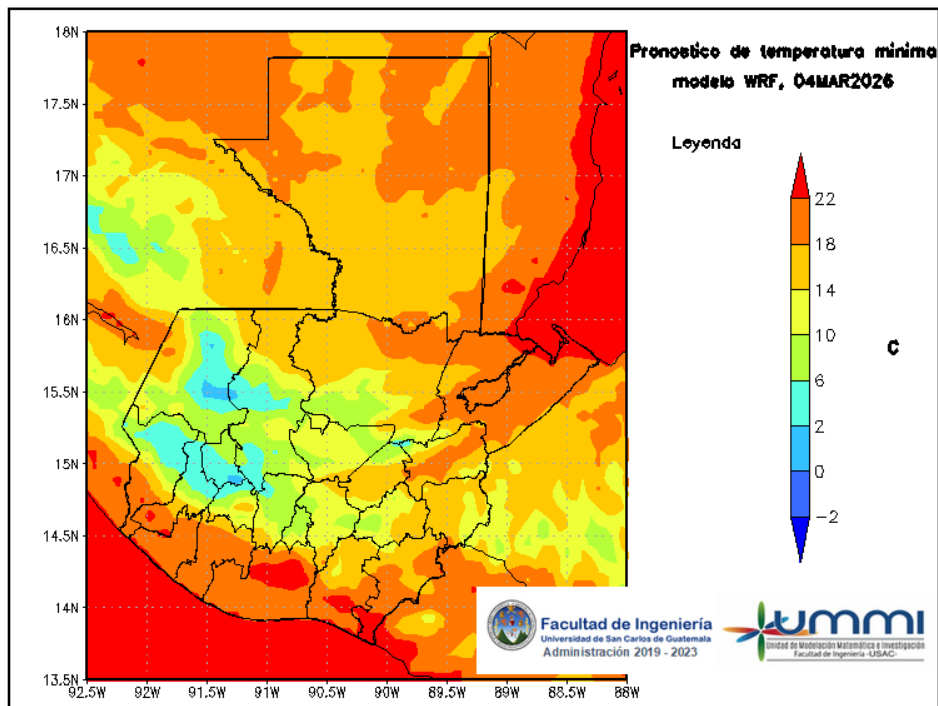 Pronostico de temperatura minima
modelo WRF, 04MAR2026
Leyenda
22
18
14
10
6
2
0
−2
C
18N
17.5N
17N
16.5N
16N
15.5N
15N
14.5N
14N
13.5N
92.5W 92W 91.5W 91W 90.5W 90W 89.5W 89W 88.5W 88W
Facultad de Ingeniería
Universidad de San Carlos de Guatemala
Administración 2019 - 2023
ummi
Unidad de Modelación Matemática e Investigación
Facultad de Ingeniería -USAC-